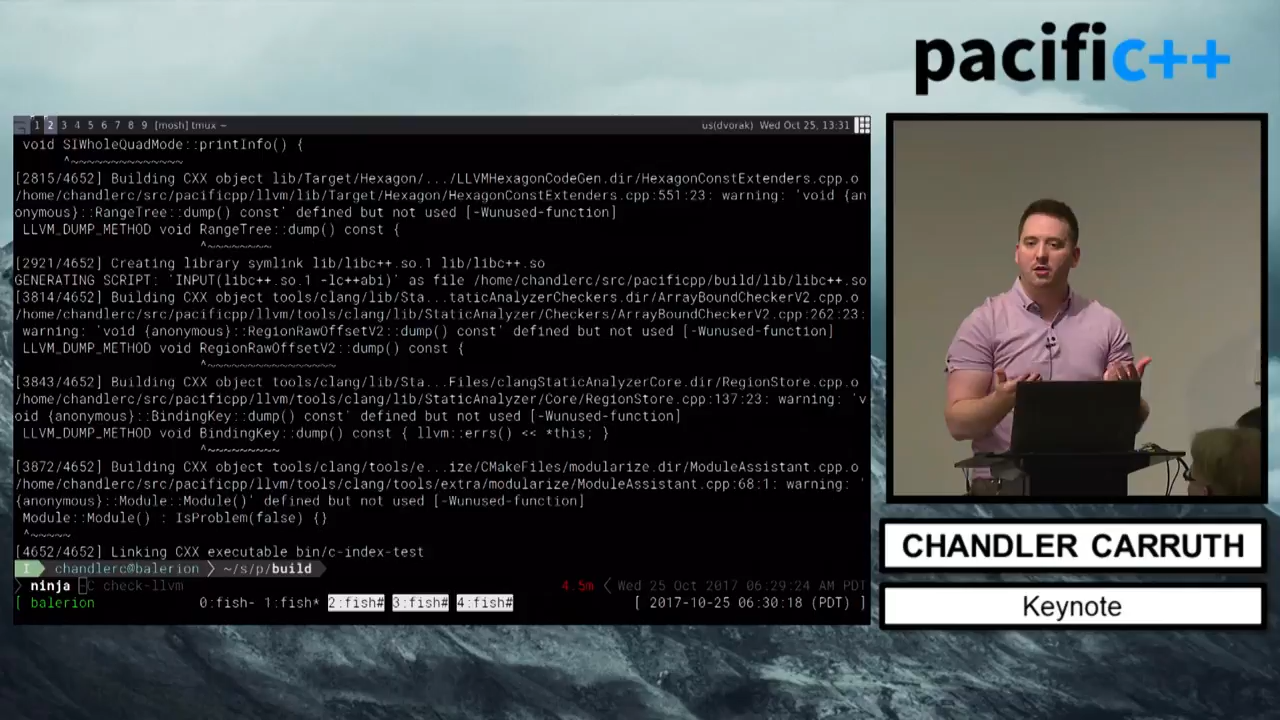 pacific++
1 2 3 4 5 6 7 8 9 [mosh] tmux ~ us(dvorak) Wed Oct 25, 13:31
void SIWholeQuadMode::printInfo() {
^~~~~~~~~~~~~~~
[2815/4652] Building CXX object lib/Target/Hexagon/.../LLVMHexagonCodeGen.dir/HexagonConstExtenders.cpp.o
/home/chandlerc/src/pacificpp/llvm/lib/Target/Hexagon/HexagonConstExtenders.cpp:551:23: warning: 'void {an
onymous}::RangeTree::dump() const' defined but not used [-Wunused-function]
LLVM_DUMP_METHOD void RangeTree::dump() const {
^~~~~~~~~
[2921/4652] Creating library symlink lib/libc++.so.1 lib/libc++.so
GENERATING SCRIPT: 'INPUT(libc++.so.1 -lc++abi)' as file /home/chandlerc/src/pacificpp/build/lib/libc++.so
[3814/4652] Building CXX object tools/clang/lib/Sta...taticAnalyzerCheckers.dir/ArrayBoundCheckerV2.cpp.o
/home/chandlerc/src/pacificpp/llvm/tools/clang/lib/StaticAnalyzer/Checkers/ArrayBoundCheckerV2.cpp:262:23:
warning: 'void {anonymous}::RegionRawOffsetV2::dump() const' defined but not used [-Wunused-function]
LLVM_DUMP_METHOD void RegionRawOffsetV2::dump() const {
^~~~~~~~~~~~~~~~~
[3843/4652] Building CXX object tools/clang/lib/Sta...Files/clangStaticAnalyzerCore.dir/RegionStore.cpp.o
/home/chandlerc/src/pacificpp/llvm/tools/clang/lib/StaticAnalyzer/Core/RegionStore.cpp:137:23: warning: 'v
oid {anonymous}::BindingKey::dump() const' defined but not used [-Wunused-function]
LLVM_DUMP_METHOD void BindingKey::dump() const { llvm::errs() << *this; }
^~~~~~~~~~
[3872/4652] Building CXX object tools/clang/tools/e...ize/CMakeFiles/modularize.dir/ModuleAssistant.cpp.o
/home/chandlerc/src/pacificpp/llvm/tools/clang/tools/extra/modularize/ModuleAssistant.cpp:68:1: warning: '
{anonymous}::Module::Module()' defined but not used [-Wunused-function]
Module::Module() : IsProblem(false) {}
^~~~~~
[4652/4652] Linking CXX executable bin/c-index-test
I chandlerc@balerion ~/s/p/build
ninja -C check-llvm 4.5m Wed 25 Oct 2017 06:29:24 AM PDT
[ balerion 0:fish- 1:fish* 2:fish# 3:fish# 4:fish# [ 2017-10-25 06:30:18 (PDT) ]
CHANDLER CARRUTH
Keynote